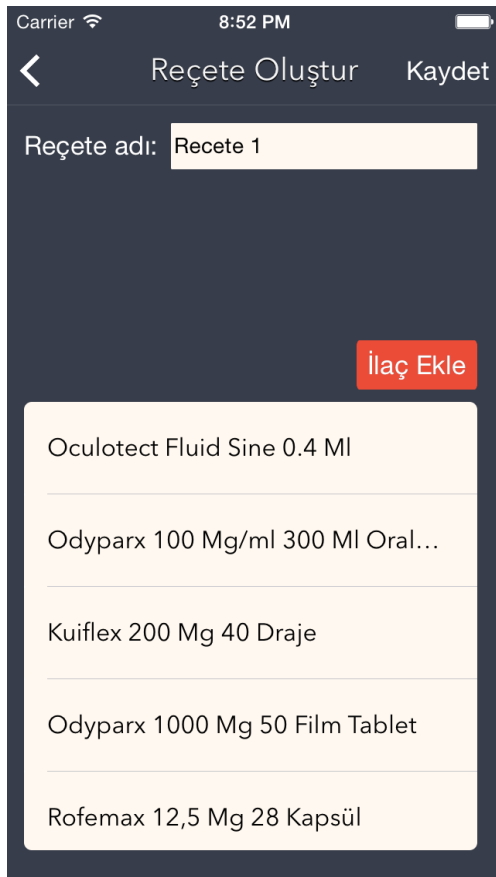 Carrier 8:52 PM
Reçete Oluştur Kaydet
Reçete adı: Recete 1
İlaç Ekle
Oculotect Fluid Sine 0.4 Ml
Odyparx 100 Mg/ml 300 Ml Oral...
Kuiflex 200 Mg 40 Draje
Odyparx 1000 Mg 50 Film Tablet
Rofemax 12,5 Mg 28 Kapsül